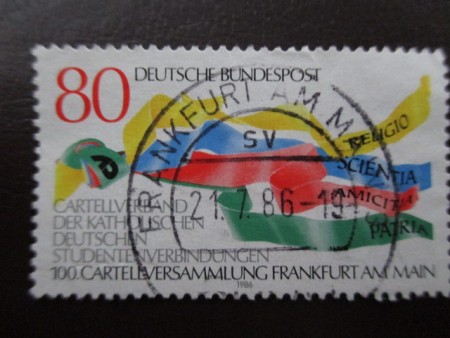 80 DEUTSCHE BUNDESPOST
FRANKFURT AM M
SV
RELIGIO
SCIENTIA
AMICITIA
PATRIA
21.7.86-19
CARTELLVERBAND
DER KATHOLISCHEN
DEUTSCHEN
STUDENTENVERBINDUNGEN
100.CARTELLVERSAMMLUNG FRANKFURT AM MAIN
1986